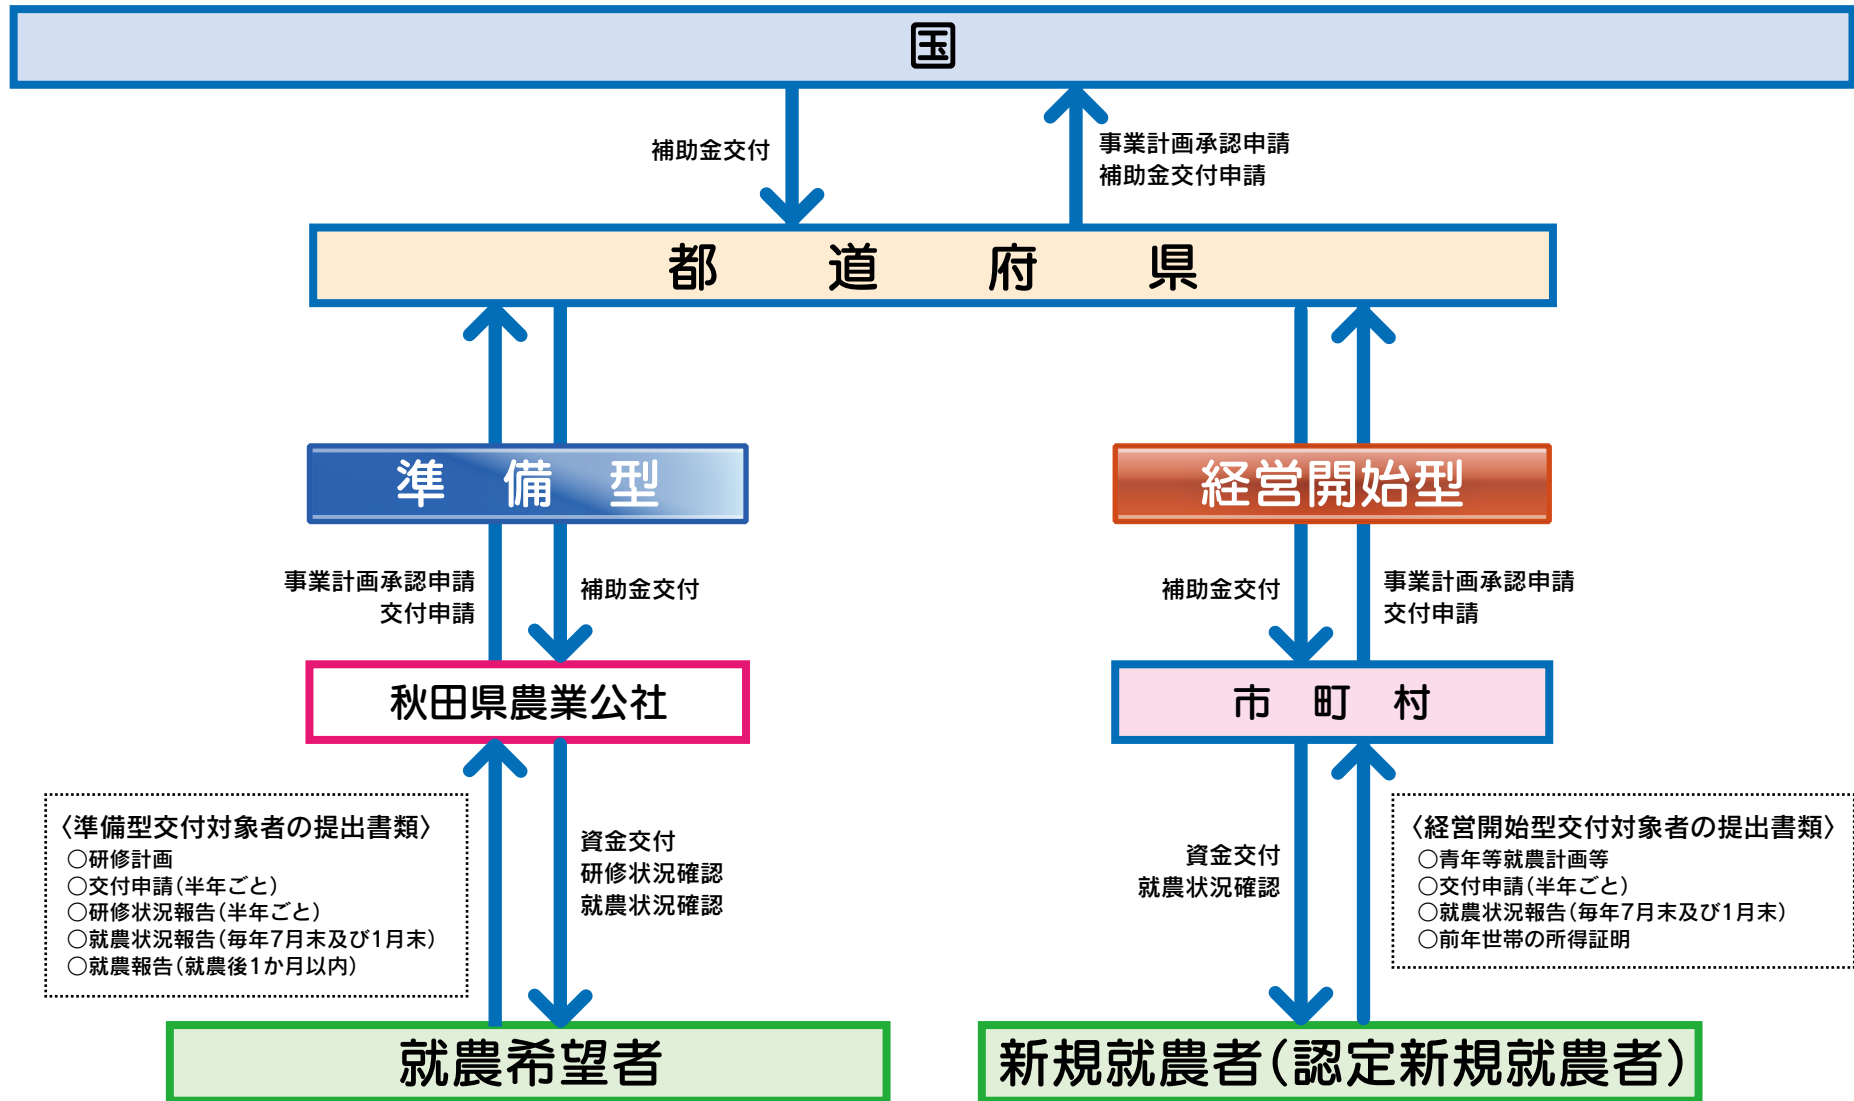 国
補助金交付
事業計画承認申請
補助金交付申請
都道府県
準備型
経営開始型
事業計画承認申請
交付申請
補助金交付
補助金交付
事業計画承認申請
交付申請
秋田県農業公社
市町村
〈準備型交付対象者の提出書類〉
○研修計画
○交付申請(半年ごと)
○研修状況報告(半年ごと)
○就農状況報告(毎年7月末及び1月末)
○就農報告(就農後1か月以内)
資金交付
研修状況確認
就農状況確認
資金交付
就農状況確認
〈経営開始型交付対象者の提出書類〉
○青年等就農計画等
○交付申請(半年ごと)
○就農状況報告(毎年7月末及び1月末)
○前年世帯の所得証明
就農希望者
新規就農者(認定新規就農者)